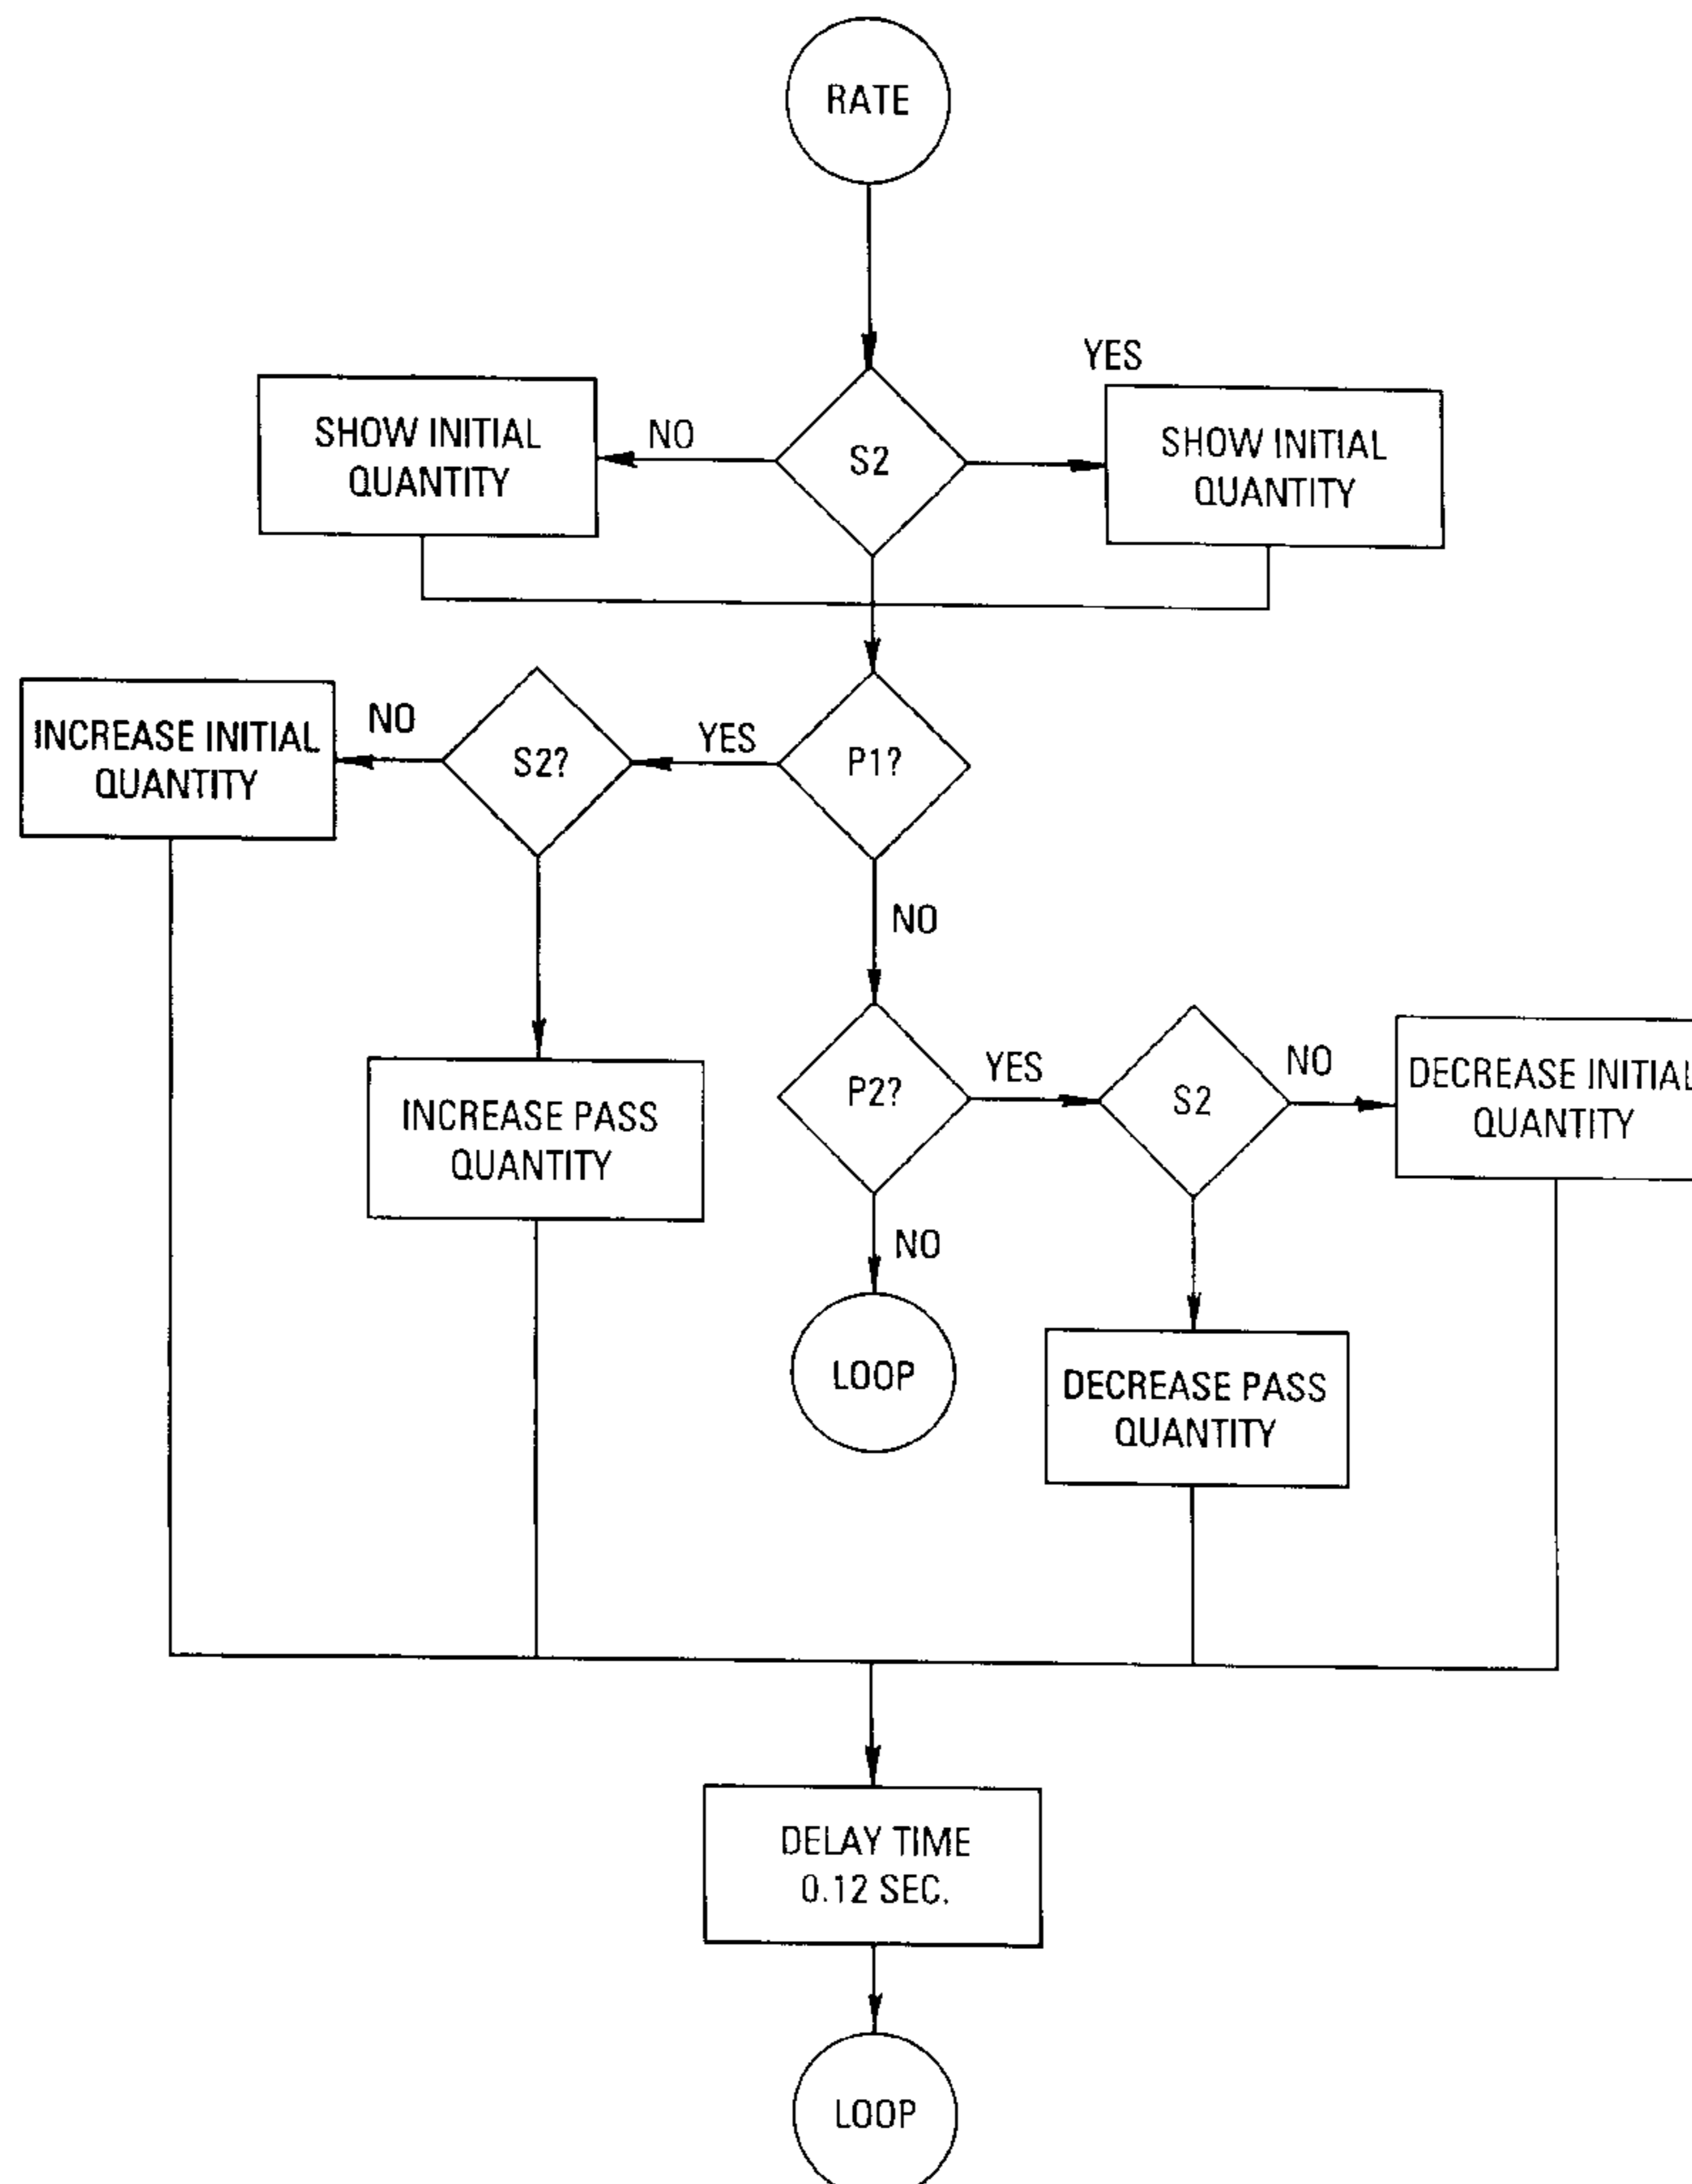 RATE
YES
SHOW INITIAL
QUANTITY
NO
S2
SHOW INITIAL
QUANTITY
INCREASE INITIAL
QUANTITY
NO
S2?
YES
P1?
NO
INCREASE PASS
QUANTITY
P2?
YES
S2
NO
DECREASE INITIAL
QUANTITY
NO
LOOP
DECREASE PASS
QUANTITY
DELAY TIME
0.12 SEC.
LOOP